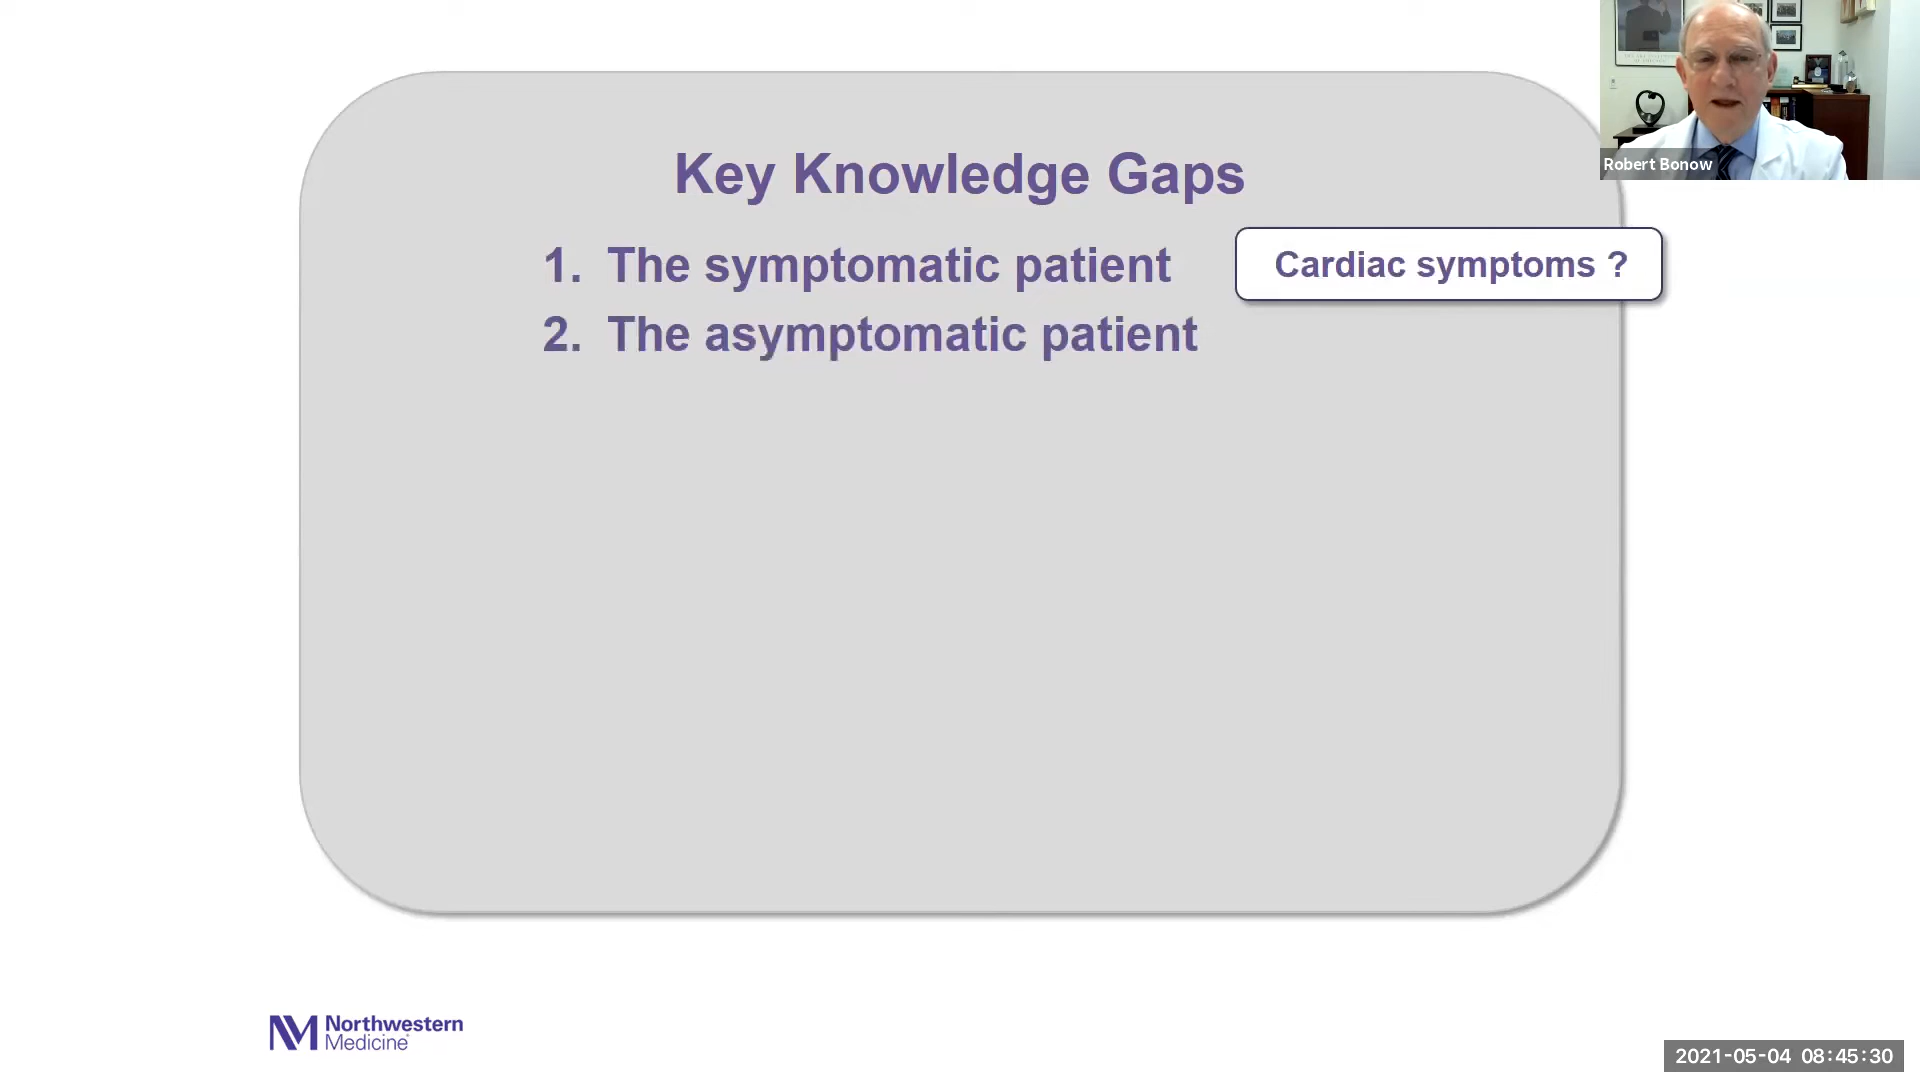 Key Knowledge Gaps
1. The symptomatic patient
Cardiac symptoms ?
2. The asymptomatic patient
Robert Bonow
Northwestern
Medicine
2021-05-04 08:45:30